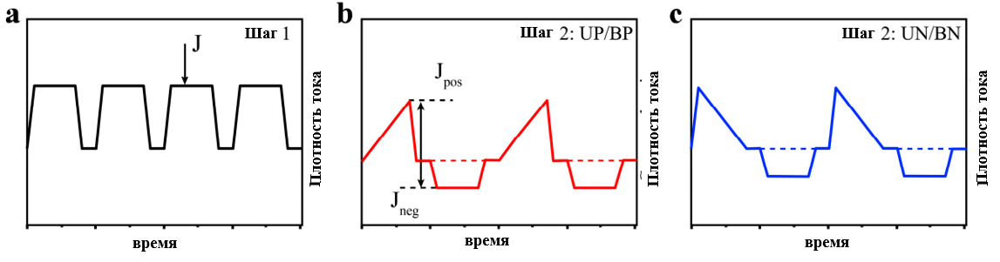 a
Шаг 1
J
Плотность тока
время
b
Шаг 2: UP/BP
J pos
J neg
Плотность тока
время
c
Шаг 2: UN/BN
Плотность тока
время